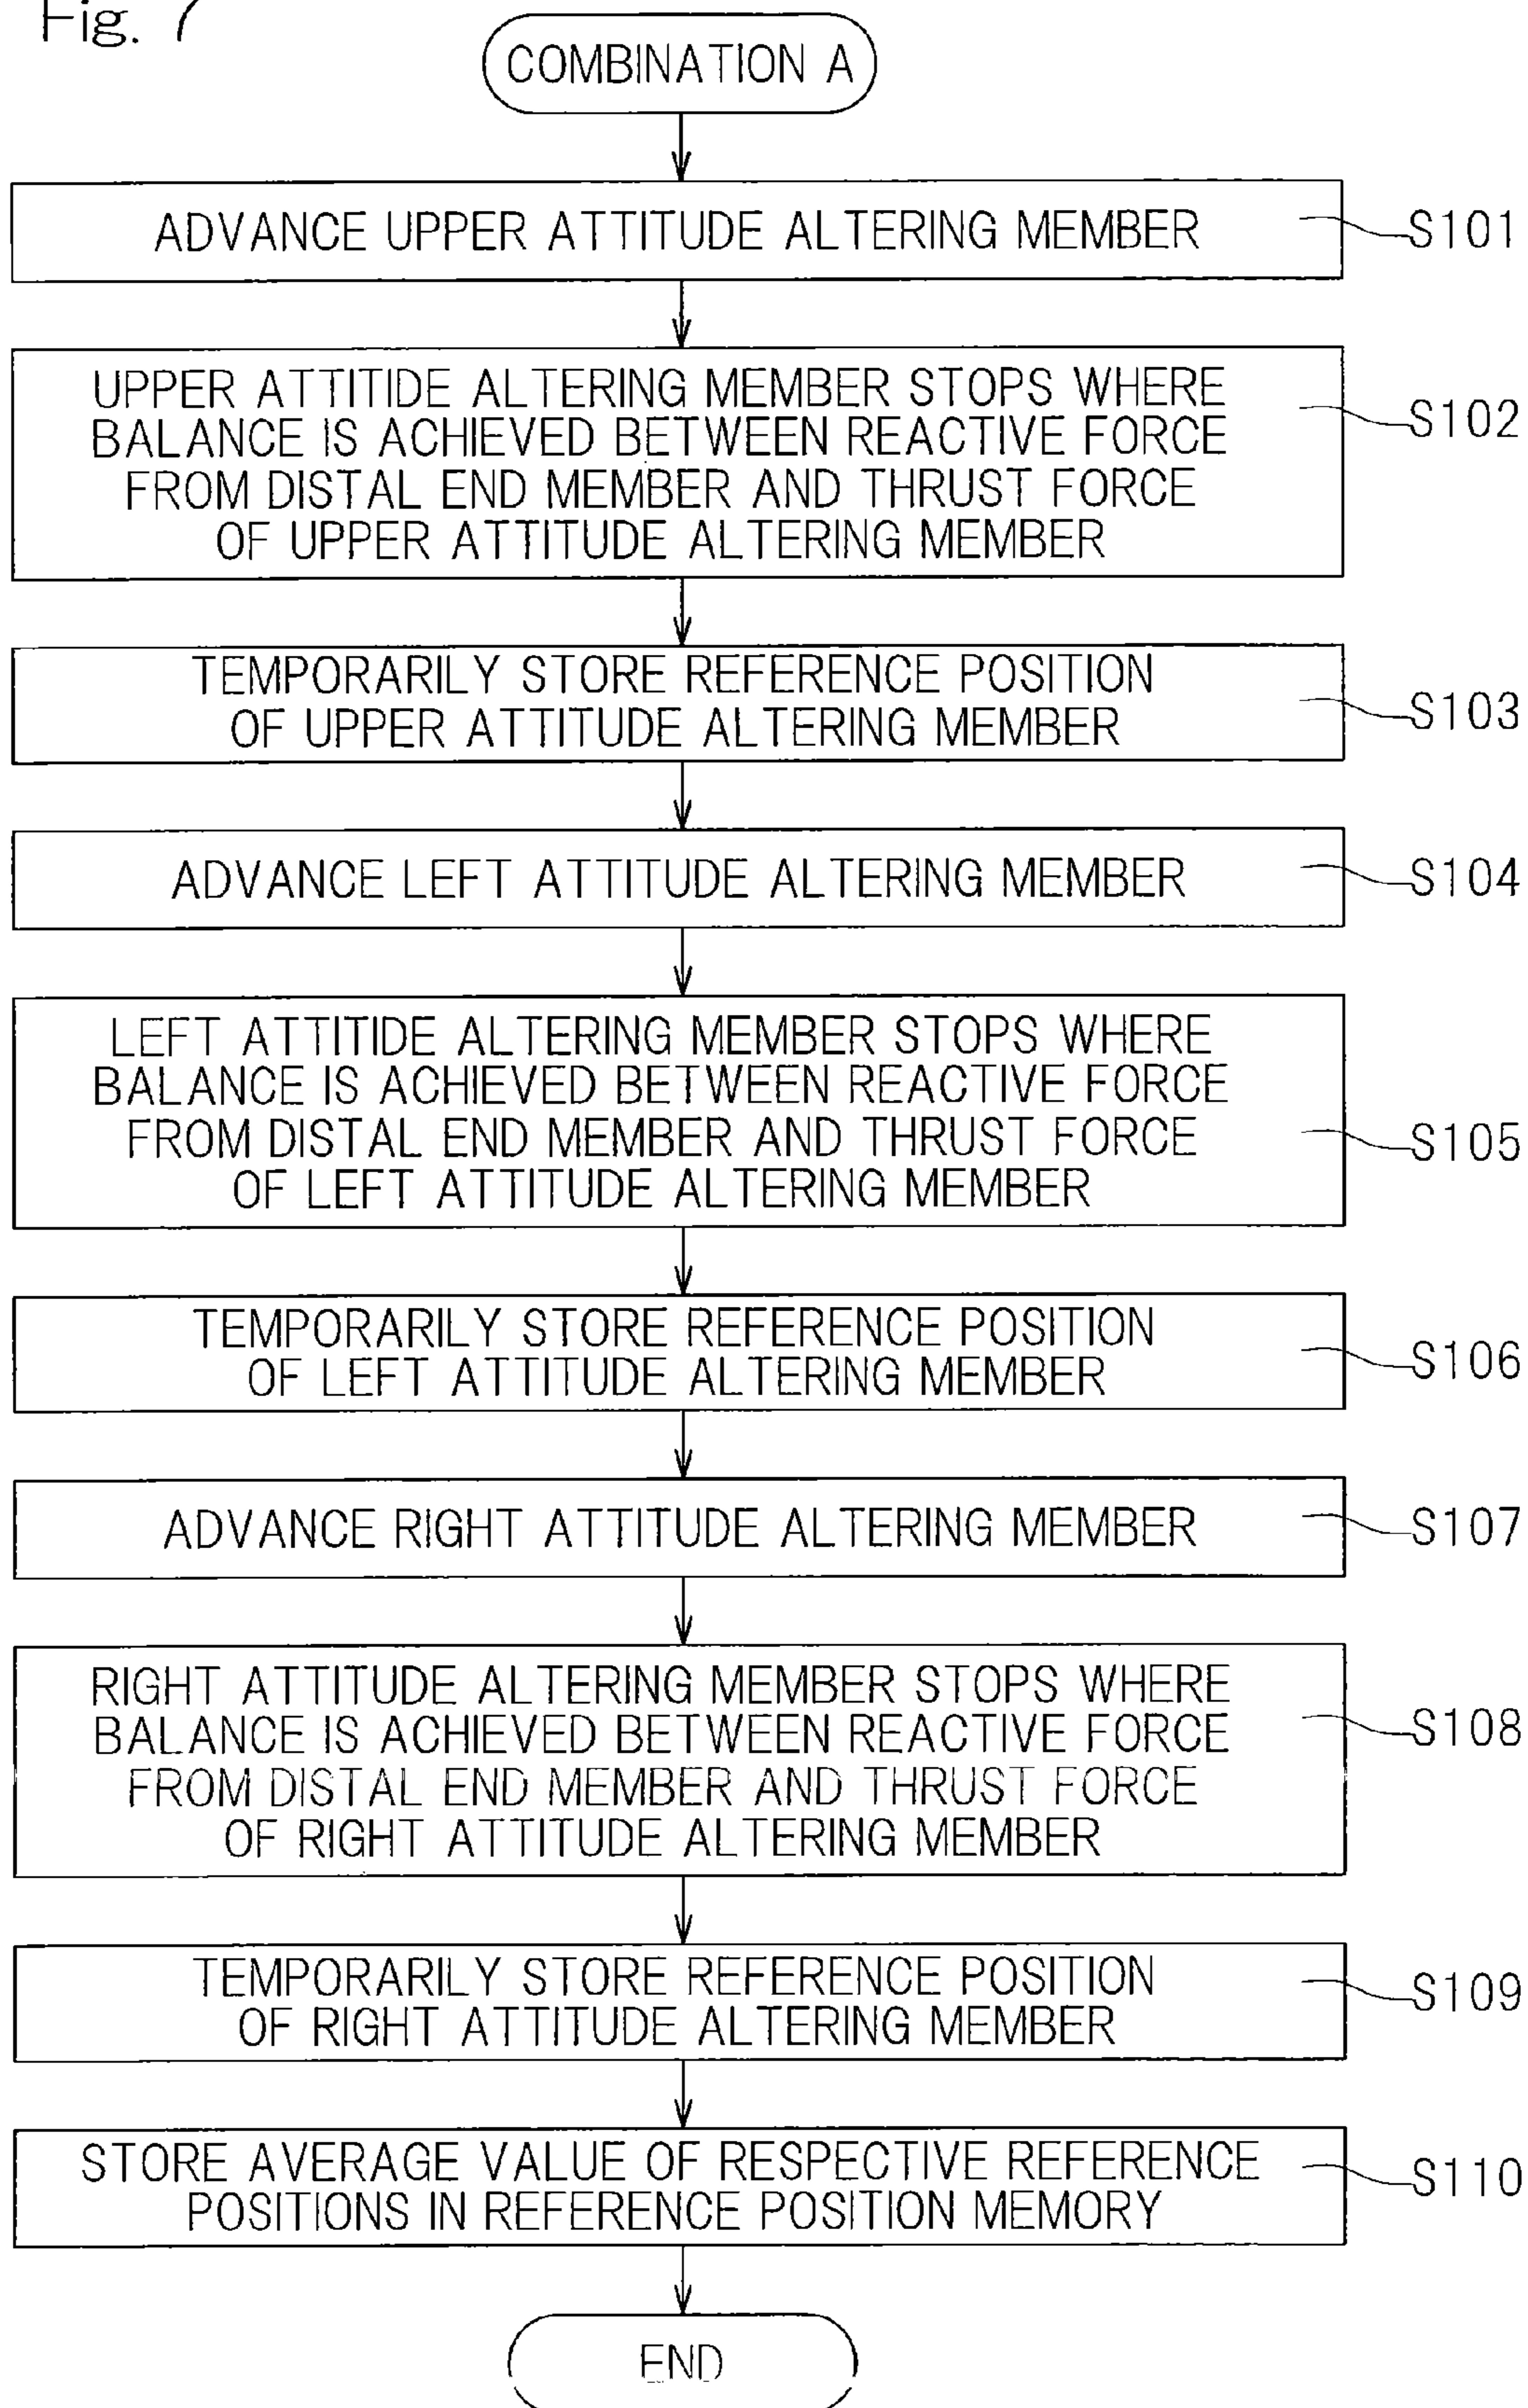 Fig. 7
COMBINATION A
ADVANCE UPPER ATTITUDE ALTERING MEMBER
S101
UPPER ATTITIDE ALTERING MEMBER STOPS WHERE
BALANCE IS ACHIEVED BETWEEN REACTIVE FORCE
FROM DISTAL END MEMBER AND THRUST FORCE
OF UPPER ATTITUDE ALTERING MEMBER
S102
TEMPORARILY STORE REFERENCE POSITION
OF UPPER ATTITUDE ALTERING MEMBER
S103
ADVANCE LEFT ATTITUDE ALTERING MEMBER
S104
LEFT ATTITIDE ALTERING MEMBER STOPS WHERE
BALANCE IS ACHIEVED BETWEEN REACTIVE FORCE
FROM DISTAL END MEMBER AND THRUST FORCE
OF LEFT ATTITUDE ALTERING MEMBER
S105
TEMPORARILY STORE REFERENCE POSITION
OF LEFT ATTITUDE ALTERING MEMBER
S106
ADVANCE RIGHT ATTITUDE ALTERING MEMBER
S107
RIGHT ATTITUDE ALTERING MEMBER STOPS WHERE
BALANCE IS ACHIEVED BETWEEN REACTIVE FORCE
FROM DISTAL END MEMBER AND THRUST FORCE
OF RIGHT ATTITUDE ALTERING MEMBER
S108
TEMPORARILY STORE REFERENCE POSITION
OF RIGHT ATTITUDE ALTERING MEMBER
S109
STORE AVERAGE VALUE OF RESPECTIVE REFERENCE
POSITIONS IN REFERENCE POSITION MEMORY
S110
END